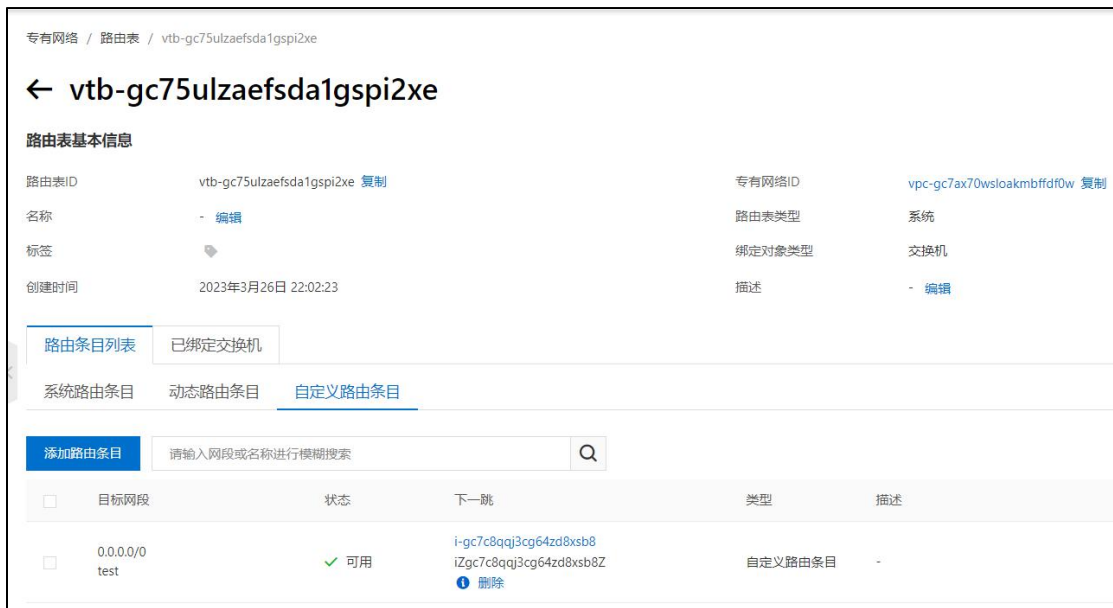 专有网络 / 路由表 / vtb-gc75ulzaefsda1gspi2xe
← vtb-gc75ulzaefsda1gspi2xe
路由表基本信息
路由表ID vtb-gc75ulzaefsda1gspi2xe 复制 专有网络ID vpc-gc7ax70wsloakmbffdf0w 复制
名称 - 编辑 路由表类型 系统
标签 绑定对象类型 交换机
创建时间 2023年3月26日 22:02:23 描述 - 编辑
路由条目列表 已绑定交换机
系统路由条目 动态路由条目 自定义路由条目
添加路由条目 请输入网段或名称进行模糊搜索
目标网段 状态 下一跳 类型 描述
0.0.0.0/0 i-gc7c8qqj3cg64zd8xsb8
test 可用 iZgc7c8qqj3cg64zd8xsb8Z 自定义路由条目 -
删除